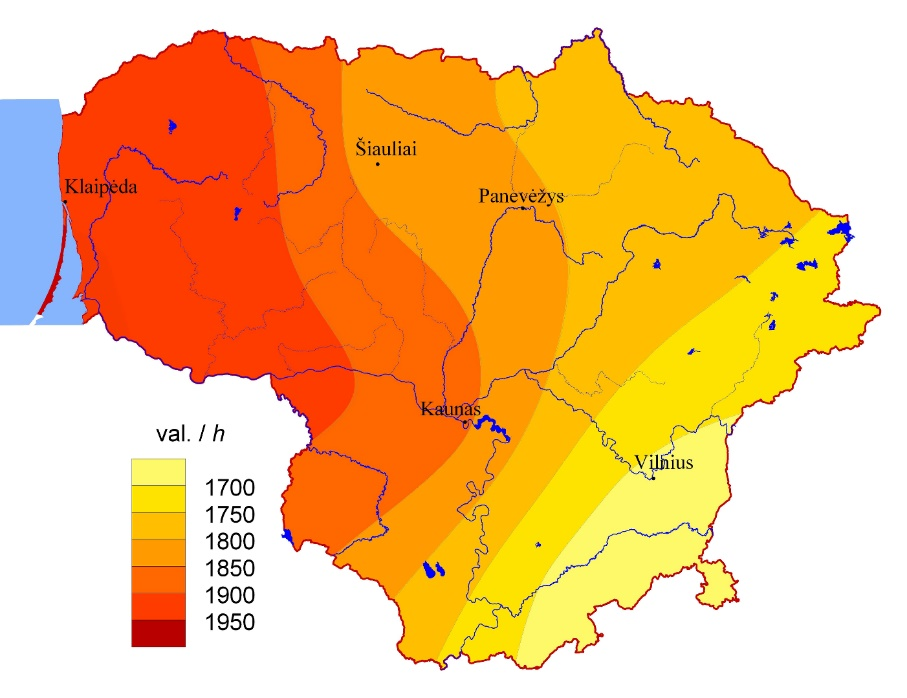 Šiauliai
Klaipėda
Panevėžys
Kaunas
Vilnius
val. / h
1700
1750
1800
1850
1900
1950